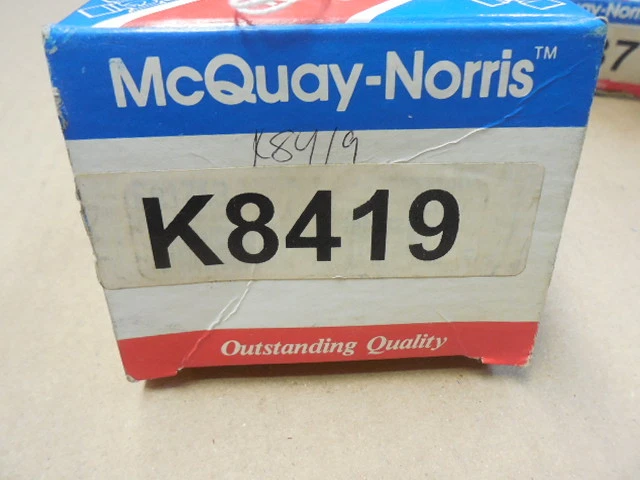 McQuay-Norris™
K8419
K8419
Outstanding Quality